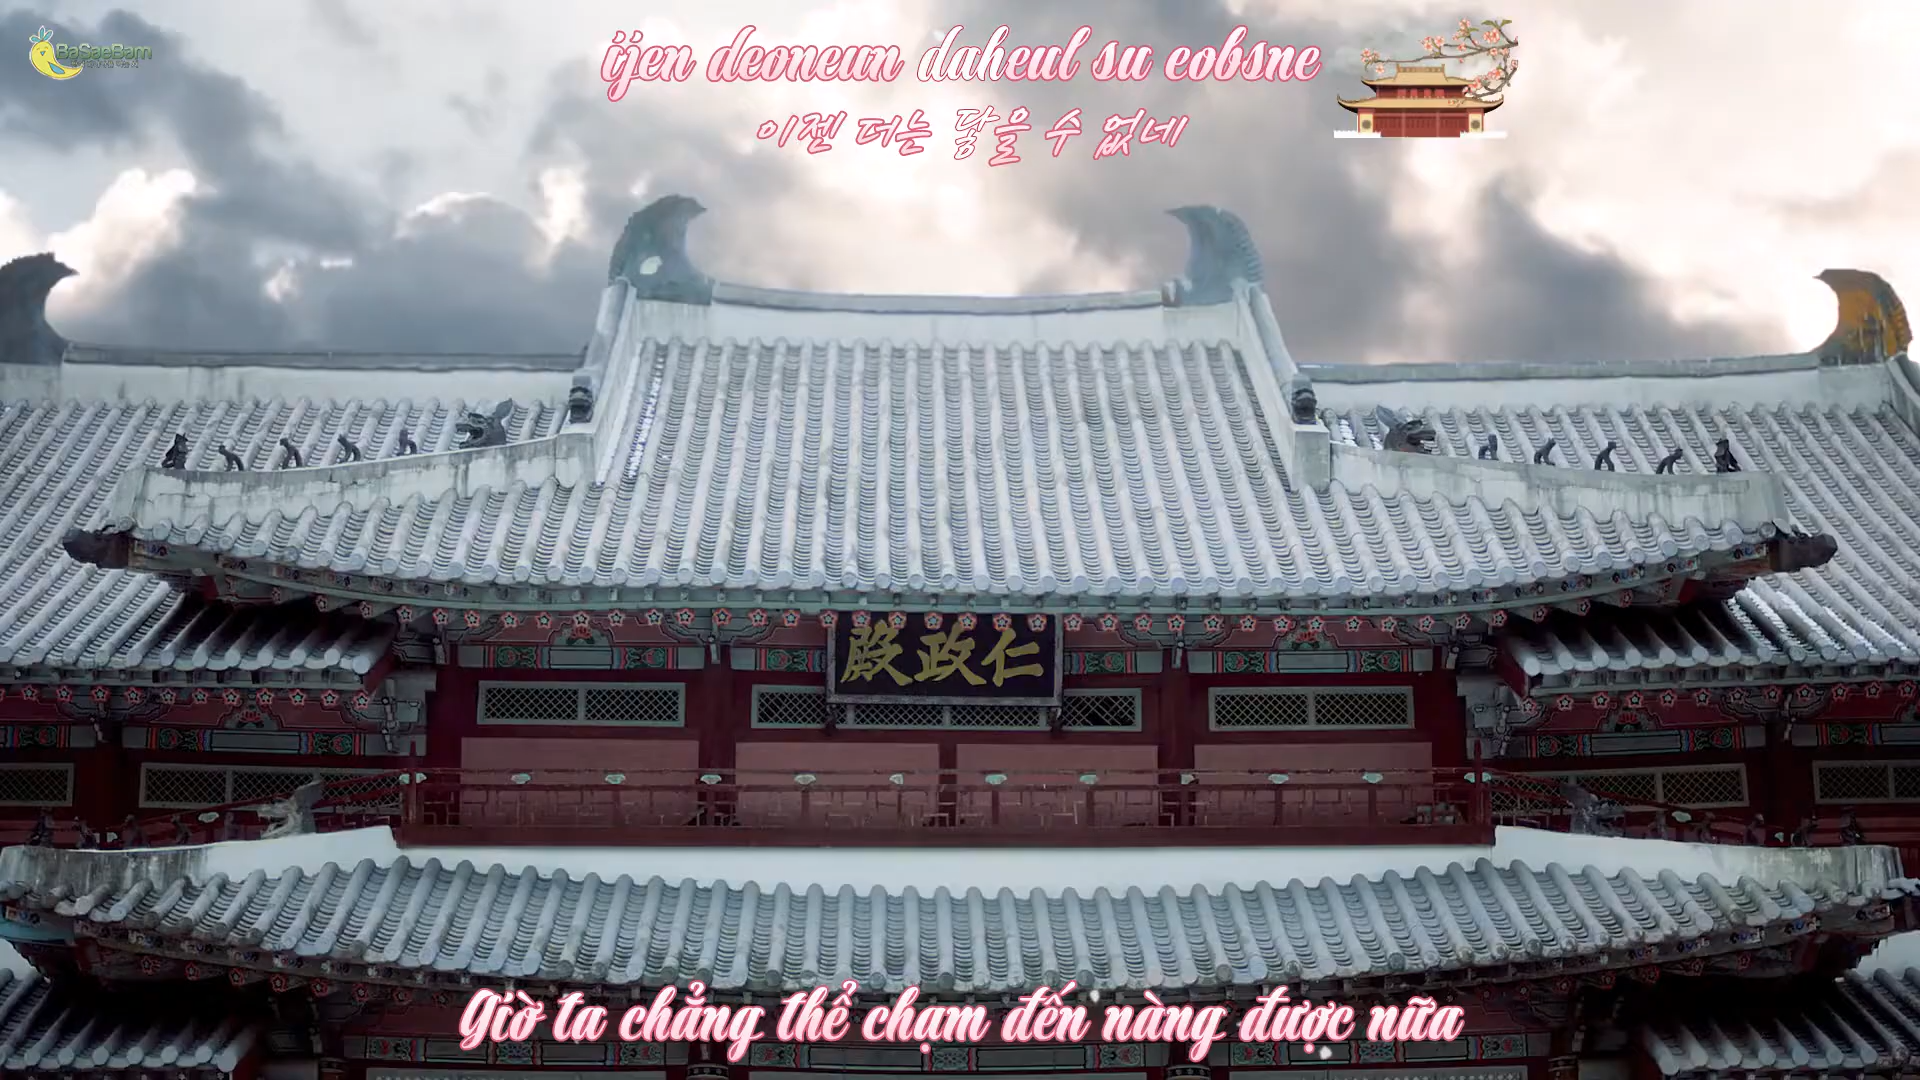 BaSaeBam
ijen deoneun daheul su eobsne
이젠 더는 닿을 수 없네
殿政仁
Giờ ta chẳng thể chạm đến nàng được nữa